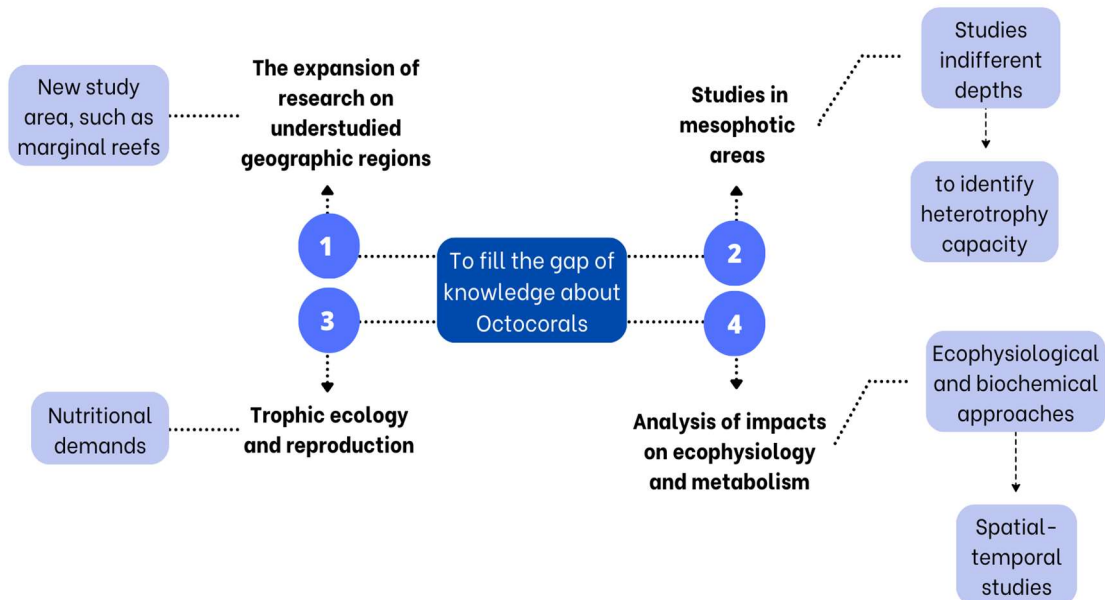 New study
area, such as
marginal reefs
The expansion of
research on
understudied
geographic regions
1
Studies in
mesophotic
areas
2
Studies
indifferent
depths
to identify
heterotrophy
capacity
To fill the gap of
knowledge about
Octocorals
3
Trophic ecology
and reproduction
Nutritional
demands
4
Analysis of impacts
on ecophysiology
and metabolism
Ecophysiological
and biochemical
approaches
Spatial-
temporal
studies